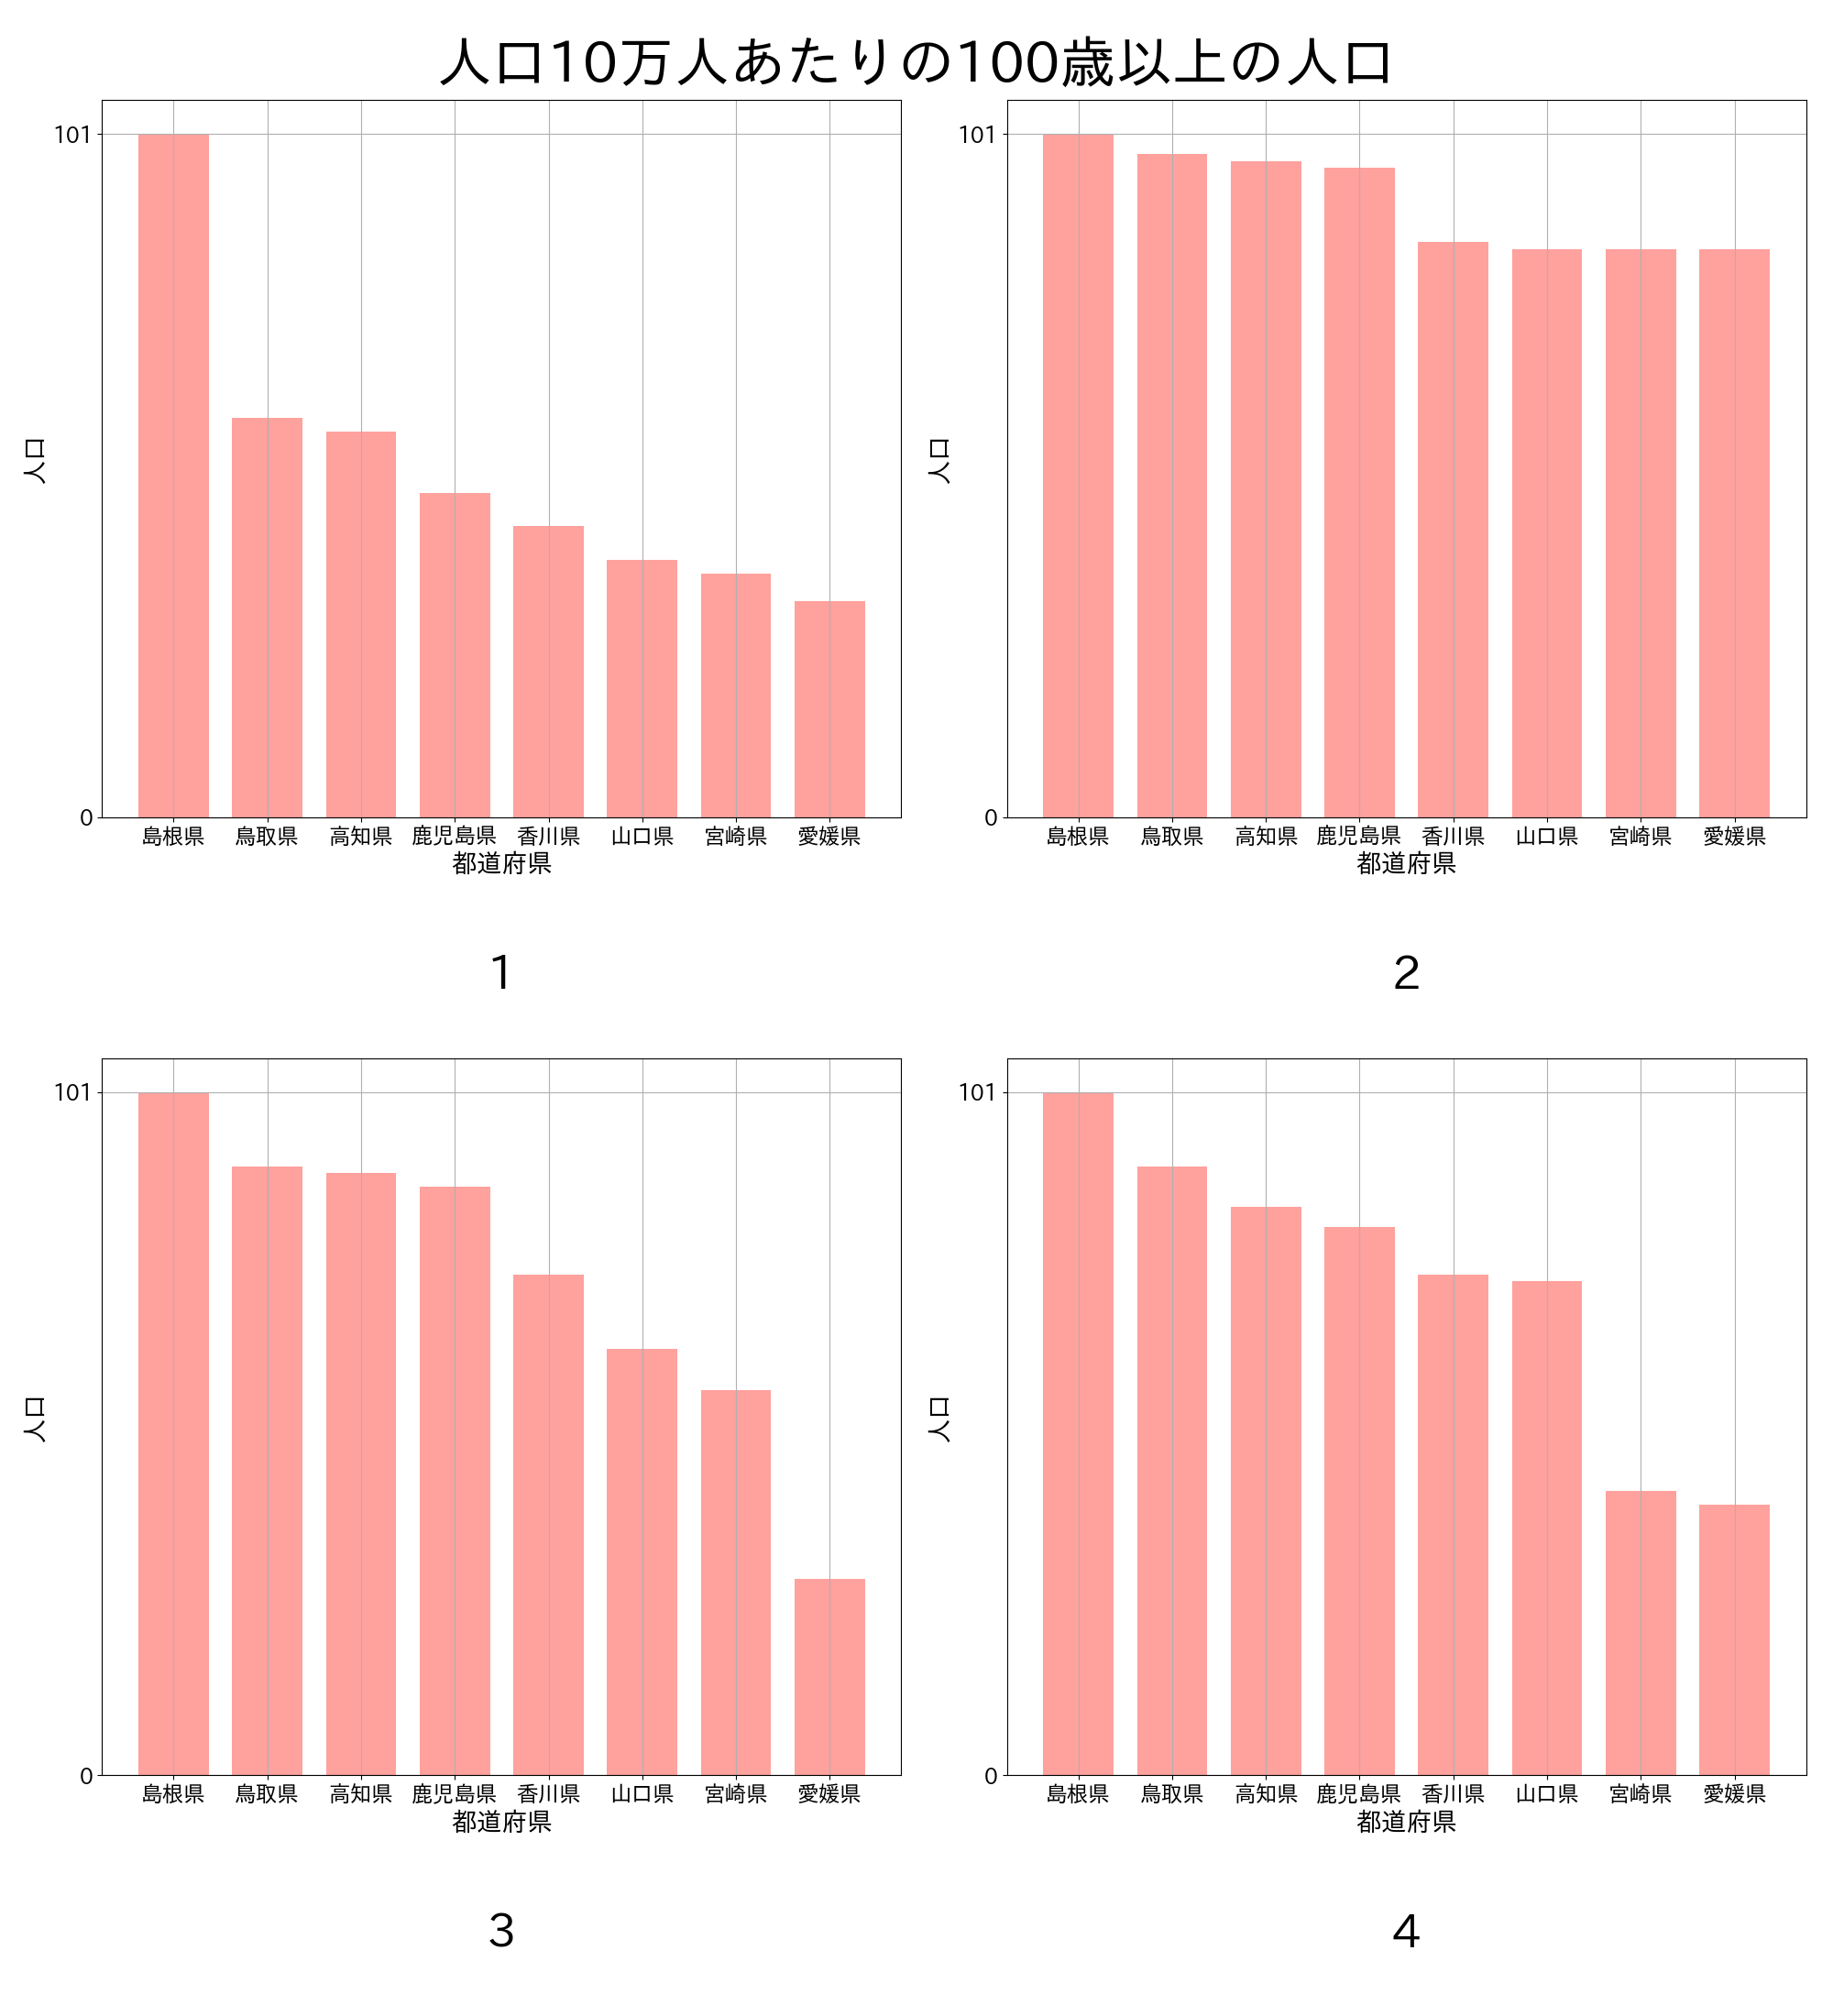 人口10万人あたりの100歳以上の人口
101
人口
0
島根県 鳥取県 高知県 鹿児島県 香川県 山口県 宮崎県 愛媛県
都道府県
1
101
人口
0
島根県 鳥取県 高知県 鹿児島県 香川県 山口県 宮崎県 愛媛県
都道府県
2
101
人口
0
島根県 鳥取県 高知県 鹿児島県 香川県 山口県 宮崎県 愛媛県
都道府県
3
101
人口
0
島根県 鳥取県 高知県 鹿児島県 香川県 山口県 宮崎県 愛媛県
都道府県
4